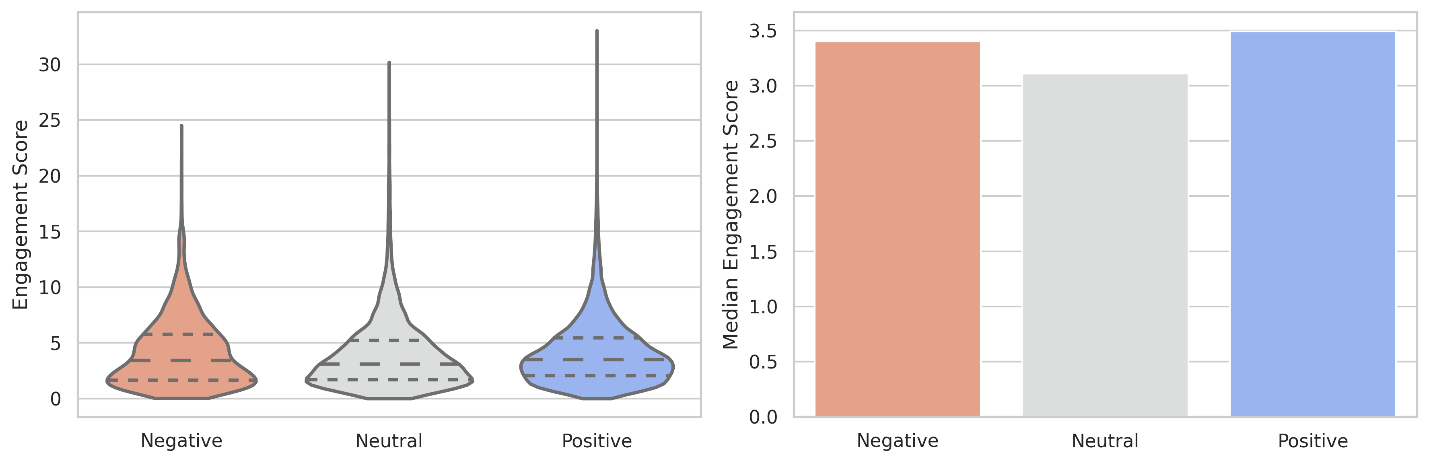 Engagement Score
30
25
20
15
10
5
0
Negative
Neutral
Positive
Median Engagement Score
3.5
3.0
2.5
2.0
1.5
1.0
0.5
0.0
Negative
Neutral
Positive